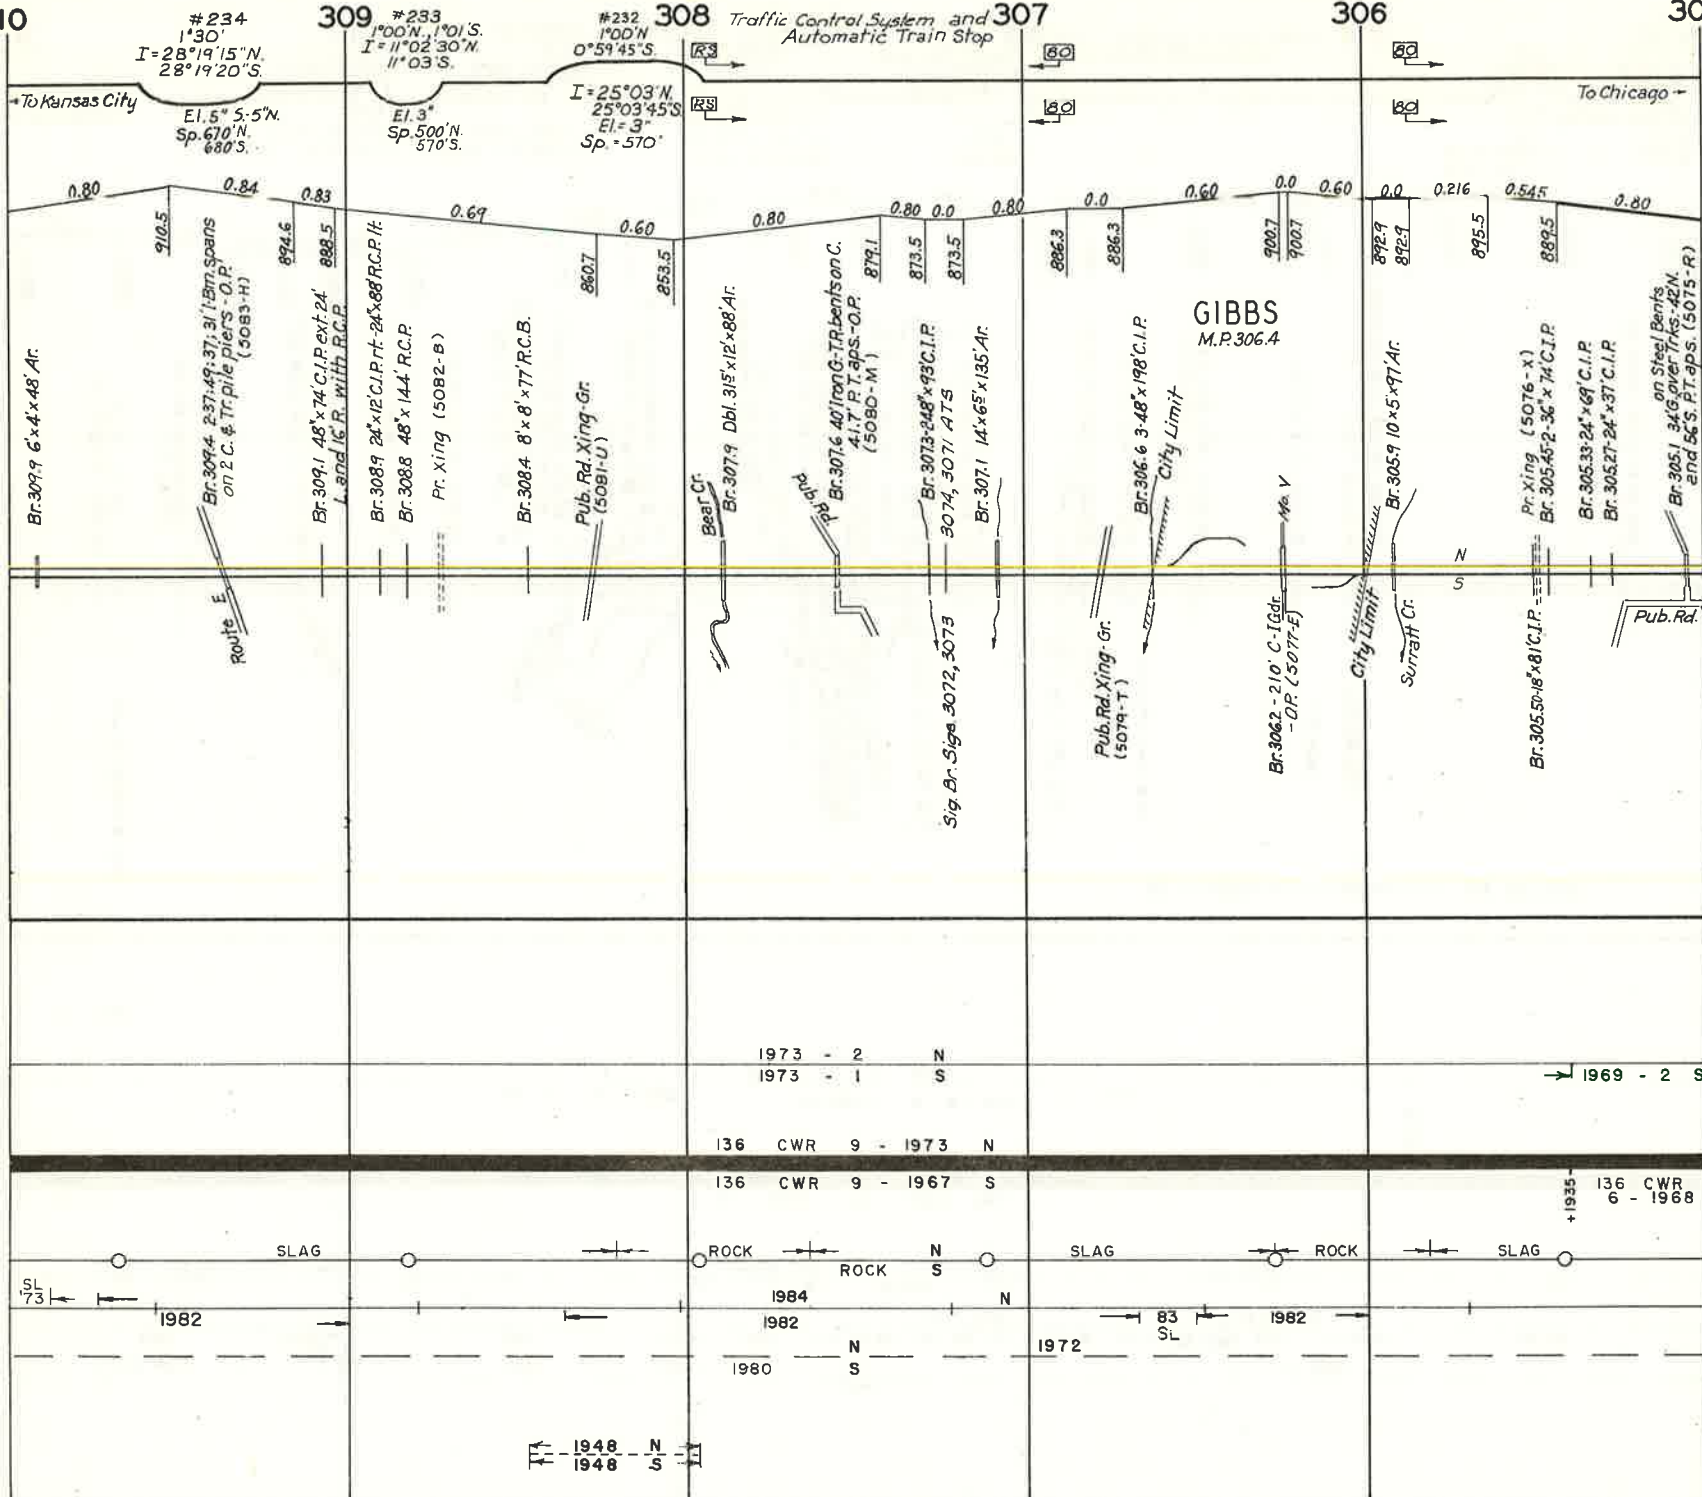 10
309
308
307
306
30
#234
1°30'
I=28°19'15"N.
28°19'20"S.
#233
1°00'N., 1°01'S.
I=11°02'30"N.
11°03'S.
#232
1°00'N
0°59'45"S.
Traffic Control System and
Automatic Train Stop
RS
80
80
To Kansas City
El. 5" S.-5"N.
Sp. 670'N.
680'S.
El. 3"
Sp. 500'N.
570'S.
I=25°03'N.
25°03'45"S.
El.=3"
Sp.=570'
RS
80
80
To Chicago
0.80
0.84
0.83
0.69
0.60
0.80
0.80
0.0
0.80
0.0
0.60
0.0
0.60
0.0
0.216
0.545
0.80
910.5
894.6
888.5
860.7
853.5
879.1
873.5
873.5
886.3
886.3
900.7
900.7
892.9
892.9
895.5
889.5
GIBBS
M.P. 306.4
Br. 309.9 6'x4'x48' Ar.
Br. 309.4 2-37'; 49'; 37'; 31' I-Bm. spans
on 2 C. & Tr. pile piers - O.P.
(5083-H)
Br. 309.1 48"x74' C.I.P. ext. 24'
L. and 16' R. with R.C.P.
Br. 308.9 24"x12' C.I.P. rt.-24"x88' R.C.P. lt.
Br. 308.8 48"x144' R.C.P.
Pr. Xing (5082-B)
Br. 308.4 8'x8'x77' R.C.B.
Pub. Rd. Xing-Gr.
(5081-U)
Bear Cr.
Br. 307.9 Dbl. 31⁵'x12'x88' Ar.
Pub. Rd.
Br. 307.6 40' Iron G.-T.R. bents on C.
41.7' P.T. aps.-O.P.
(5080-M)
Br. 307.3-2-48"x93' C.I.P.
3074, 3071 ATS
Br. 307.1 14'x6⁵'x135' Ar.
Br. 306.6 3-48"x198' C.I.P.
City Limit
Mo. V
Br. 305.9 10'x5'x97' Ar.
Pr. Xing (5076-X)
Br. 305.45-2-36"x74' C.I.P.
Br. 305.33-24"x69' C.I.P.
Br. 305.27-24"x37' C.I.P.
Br. 305.1 34' G. over Trks.-42'N.
on Steel Bents
and 56'S. P.T. aps. (5075-R)
N
S
Route E
Sig. Br. Sigs. 3072, 3073
Pub. Rd. Xing-Gr.
(5079-T)
Br. 306.2-210' C-I Gdr.
-O.P. (5077-E)
City Limit
Surratt Cr.
Br. 305.50-18"x81' C.I.P.
Pub. Rd.
1973 - 2 N
1973 - 1 S
1969 - 2 S
136 CWR 9 - 1973 N
136 CWR 9 - 1967 S
+1935
136 CWR
6 - 1968
SLAG
ROCK
N
SLAG
ROCK
SLAG
ROCK S
SL
'73
1984 N
1982
1982
83
SL
1982
N
1972
1980 S
1948 N
1948 S